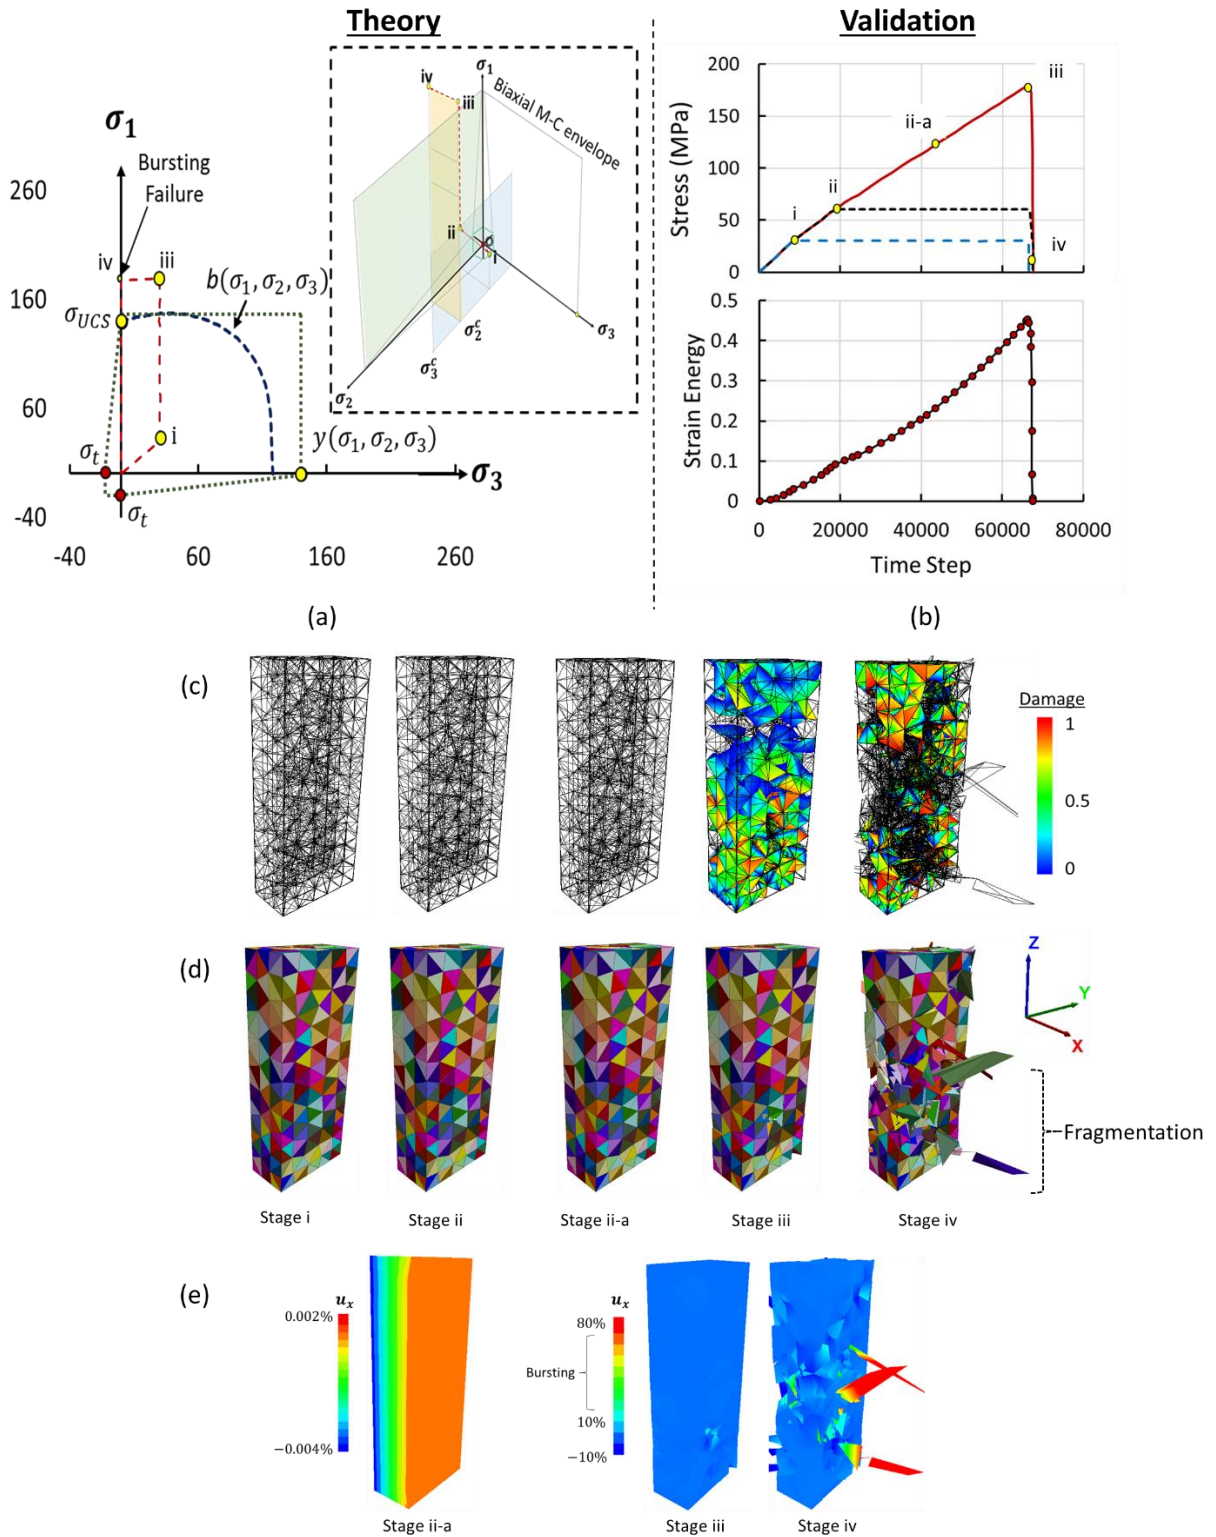 Theory
Validation
σ1
260
160
60
-40
-40
60
160
260
σ3
Bursting
Failure
iv
iii
i
b(σ1, σ2, σ3)
σUCS
y(σ1, σ2, σ3)
σt
σt
σ1
Biaxial M-C envelope
iv
iii
ii
i
σ2^c
σ3^c
σ2
σ3
Stress (MPa)
200
150
100
50
0
i
ii
ii-a
iii
iv
Strain Energy
0.5
0.4
0.3
0.2
0.1
0
0
20000
40000
60000
80000
Time Step
(a)
(b)
(c)
Damage
1
0.5
0
(d)
Z
Y
X
Fragmentation
Stage i
Stage ii
Stage ii-a
Stage iii
Stage iv
(e)
ux
0.002%
−0.004%
Stage ii-a
ux
80%
Bursting
10%
−10%
Stage iii
Stage iv